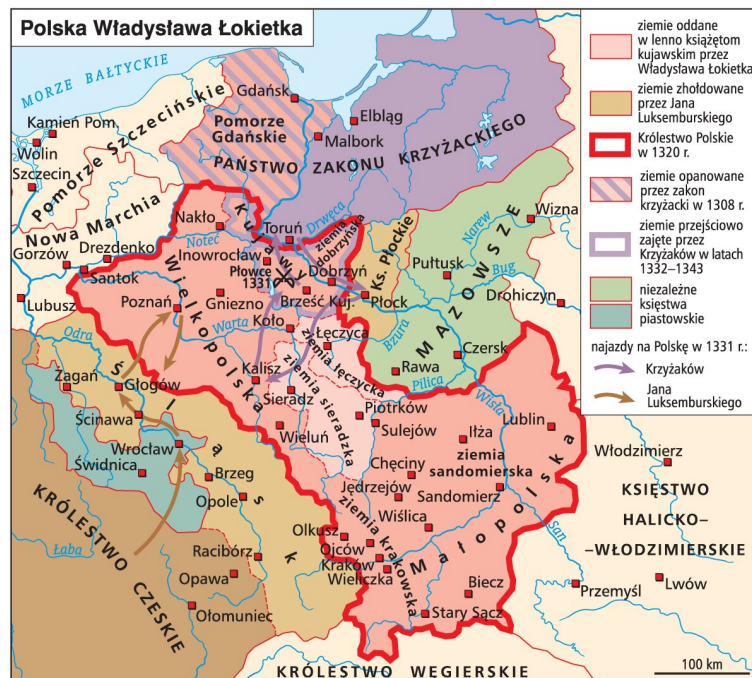 Polska Władysława Łokietka
MORZE BAŁTYCKIE
Kamień Pom.
Wolin
Szczecin
Pomorze Szczecińskie
Gdańsk
Pomorze
Gdańskie
Elbląg
Malbork
PAŃSTWO ZAKONU KRZYŻACKIEGO
Nowa Marchia
Gorzów
Drezdenko
Santok
Lubusz
Nakło
Noteć
Kujawy
Toruń
Drwęca
ziemia
dobrzyńska
Inowrocław
Płowce
1331
Dobrzyń
Brześć Kuj.
Ks. Płockie
Płock
MAZOWSZE
Narew
Wizna
Pułtusk
Bug
Drohiczyn
Bzura
Rawa
Czersk
Pilica
Wielkopolska
Poznań
Gniezno
Warta
Koło
Łęczyca
ziemia łęczycka
Kalisz
Sieradz
ziemia sieradzka
Wieluń
Piotrków
Sulejów
Odra
Żagań
Głogów
Ścinawa
Śląsk
Wrocław
Świdnica
Brzeg
Opole
Racibórz
Opawa
Ołomuniec
Łaba
KRÓLESTWO CZESKIE
Wisła
Iłża
Lublin
Chęciny
ziemia
sandomierska
Jędrzejów
Sandomierz
Wiślica
Małopolska
ziemia krakowska
Olkusz
Ojców
Kraków
Wieliczka
Biecz
Stary Sącz
San
Przemyśl
Lwów
Włodzimierz
KSIĘSTWO
HALICKO–
–WŁODZIMIERSKIE
KRÓLESTWO WĘGIERSKIE
100 km
ziemie oddane
w lenno książętom
kujawskim przez
Władysława Łokietka
ziemie zhołdowane
przez Jana
Luksemburskiego
Królestwo Polskie
w 1320 r.
ziemie opanowane
przez zakon
krzyżacki w 1308 r.
ziemie przejściowo
zajęte przez
Krzyżaków w latach
1332–1343
niezależne
księstwa
piastowskie
najazdy na Polskę w 1331 r.:
Krzyżaków
Jana
Luksemburskiego